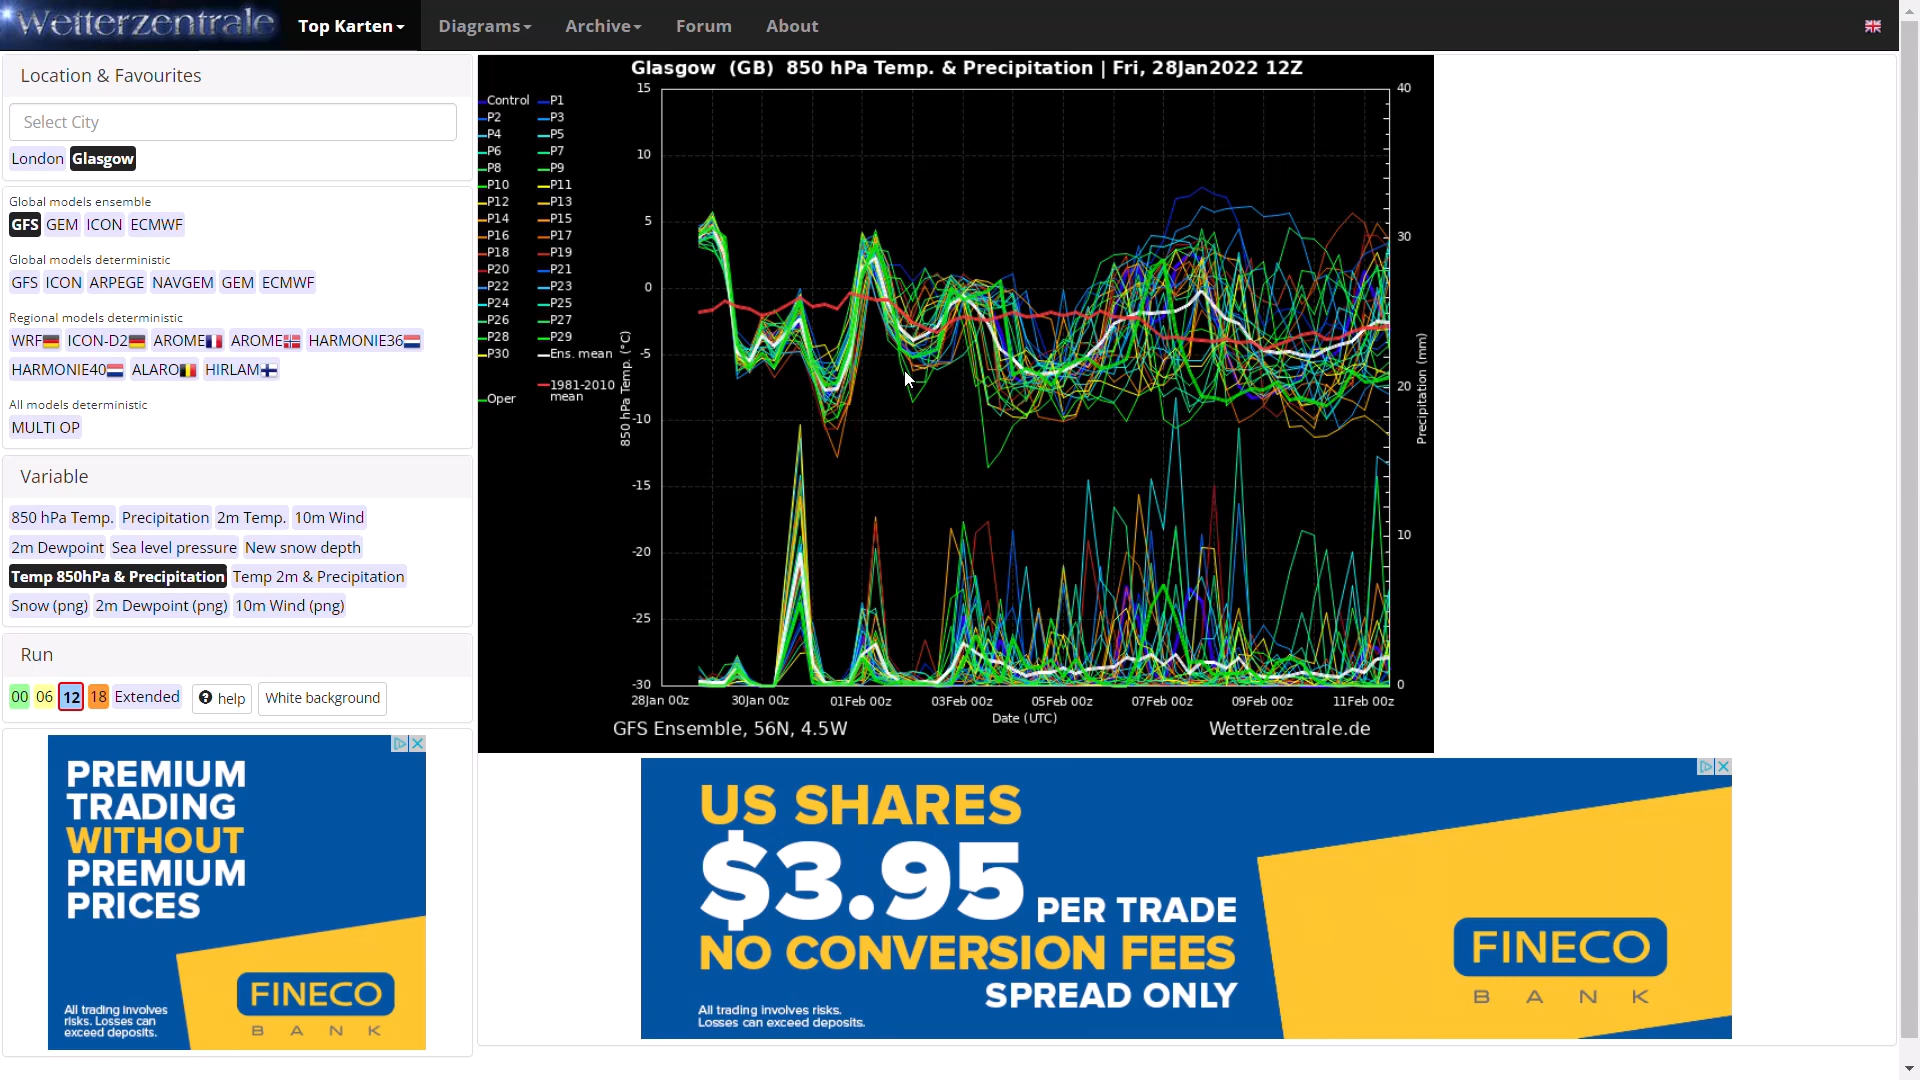 Wetterzentrale
Top Karten
Diagrams
Archive
Forum
About
Location & Favourites
Select City
London Glasgow
Global models ensemble
GFS GEM ICON ECMWF
Global models deterministic
GFS ICON ARPEGE NAVGEM GEM ECMWF
Regional models deterministic
WRF ICON-D2 AROME AROME HARMONIE36
HARMONIE40 ALARO HIRLAM
All models deterministic
MULTI OP
Variable
850 hPa Temp. Precipitation 2m Temp. 10m Wind
2m Dewpoint Sea level pressure New snow depth
Temp 850hPa & Precipitation Temp 2m & Precipitation
Snow (png) 2m Dewpoint (png) 10m Wind (png)
Run
00 06 12 18 Extended help White background
Glasgow (GB) 850 hPa Temp. & Precipitation | Fri, 28Jan2022 12Z
Control P1
P2 P3
P4 P5
P6 P7
P8 P9
P10 P11
P12 P13
P14 P15
P16 P17
P18 P19
P20 P21
P22 P23
P24 P25
P26 P27
P28 P29
P30 Ens. mean
1981-2010
mean
Oper
850 hPa Temp. (°C)
15
10
5
0
-5
-10
-15
-20
-25
-30
40
30
20
10
0
Precipitation (mm)
28Jan 00z 30Jan 00z 01Feb 00z 03Feb 00z 05Feb 00z 07Feb 00z 09Feb 00z 11Feb 00z
Date (UTC)
GFS Ensemble, 56N, 4.5W
Wetterzentrale.de
PREMIUM
TRADING
WITHOUT
PREMIUM
PRICES
All trading involves
risks. Losses can
exceed deposits.
FINECO
BANK
US SHARES
$3.95 PER TRADE
NO CONVERSION FEES
SPREAD ONLY
All trading involves risks.
Losses can exceed deposits.
FINECO
BANK